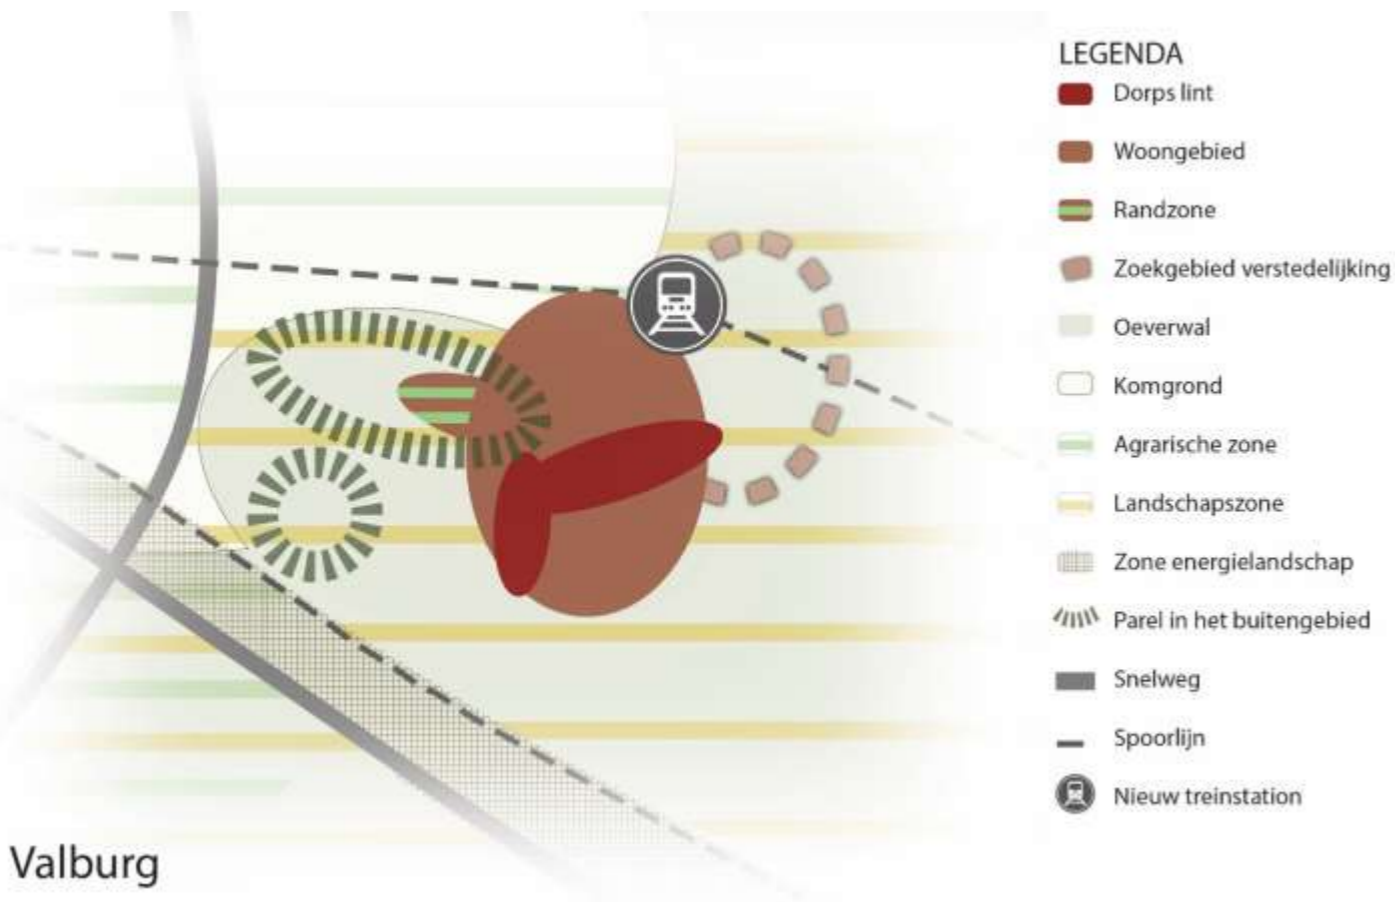 LEGENDA
Dorps lint
Woongebied
Randzone
Zoekgebied verstedelijking
Oeverwal
Komgrond
Agrarische zone
Landschapszone
Zone energielandschap
Parel in het buitengebied
Snelweg
Spoorlijn
Nieuw treinstation
Valburg